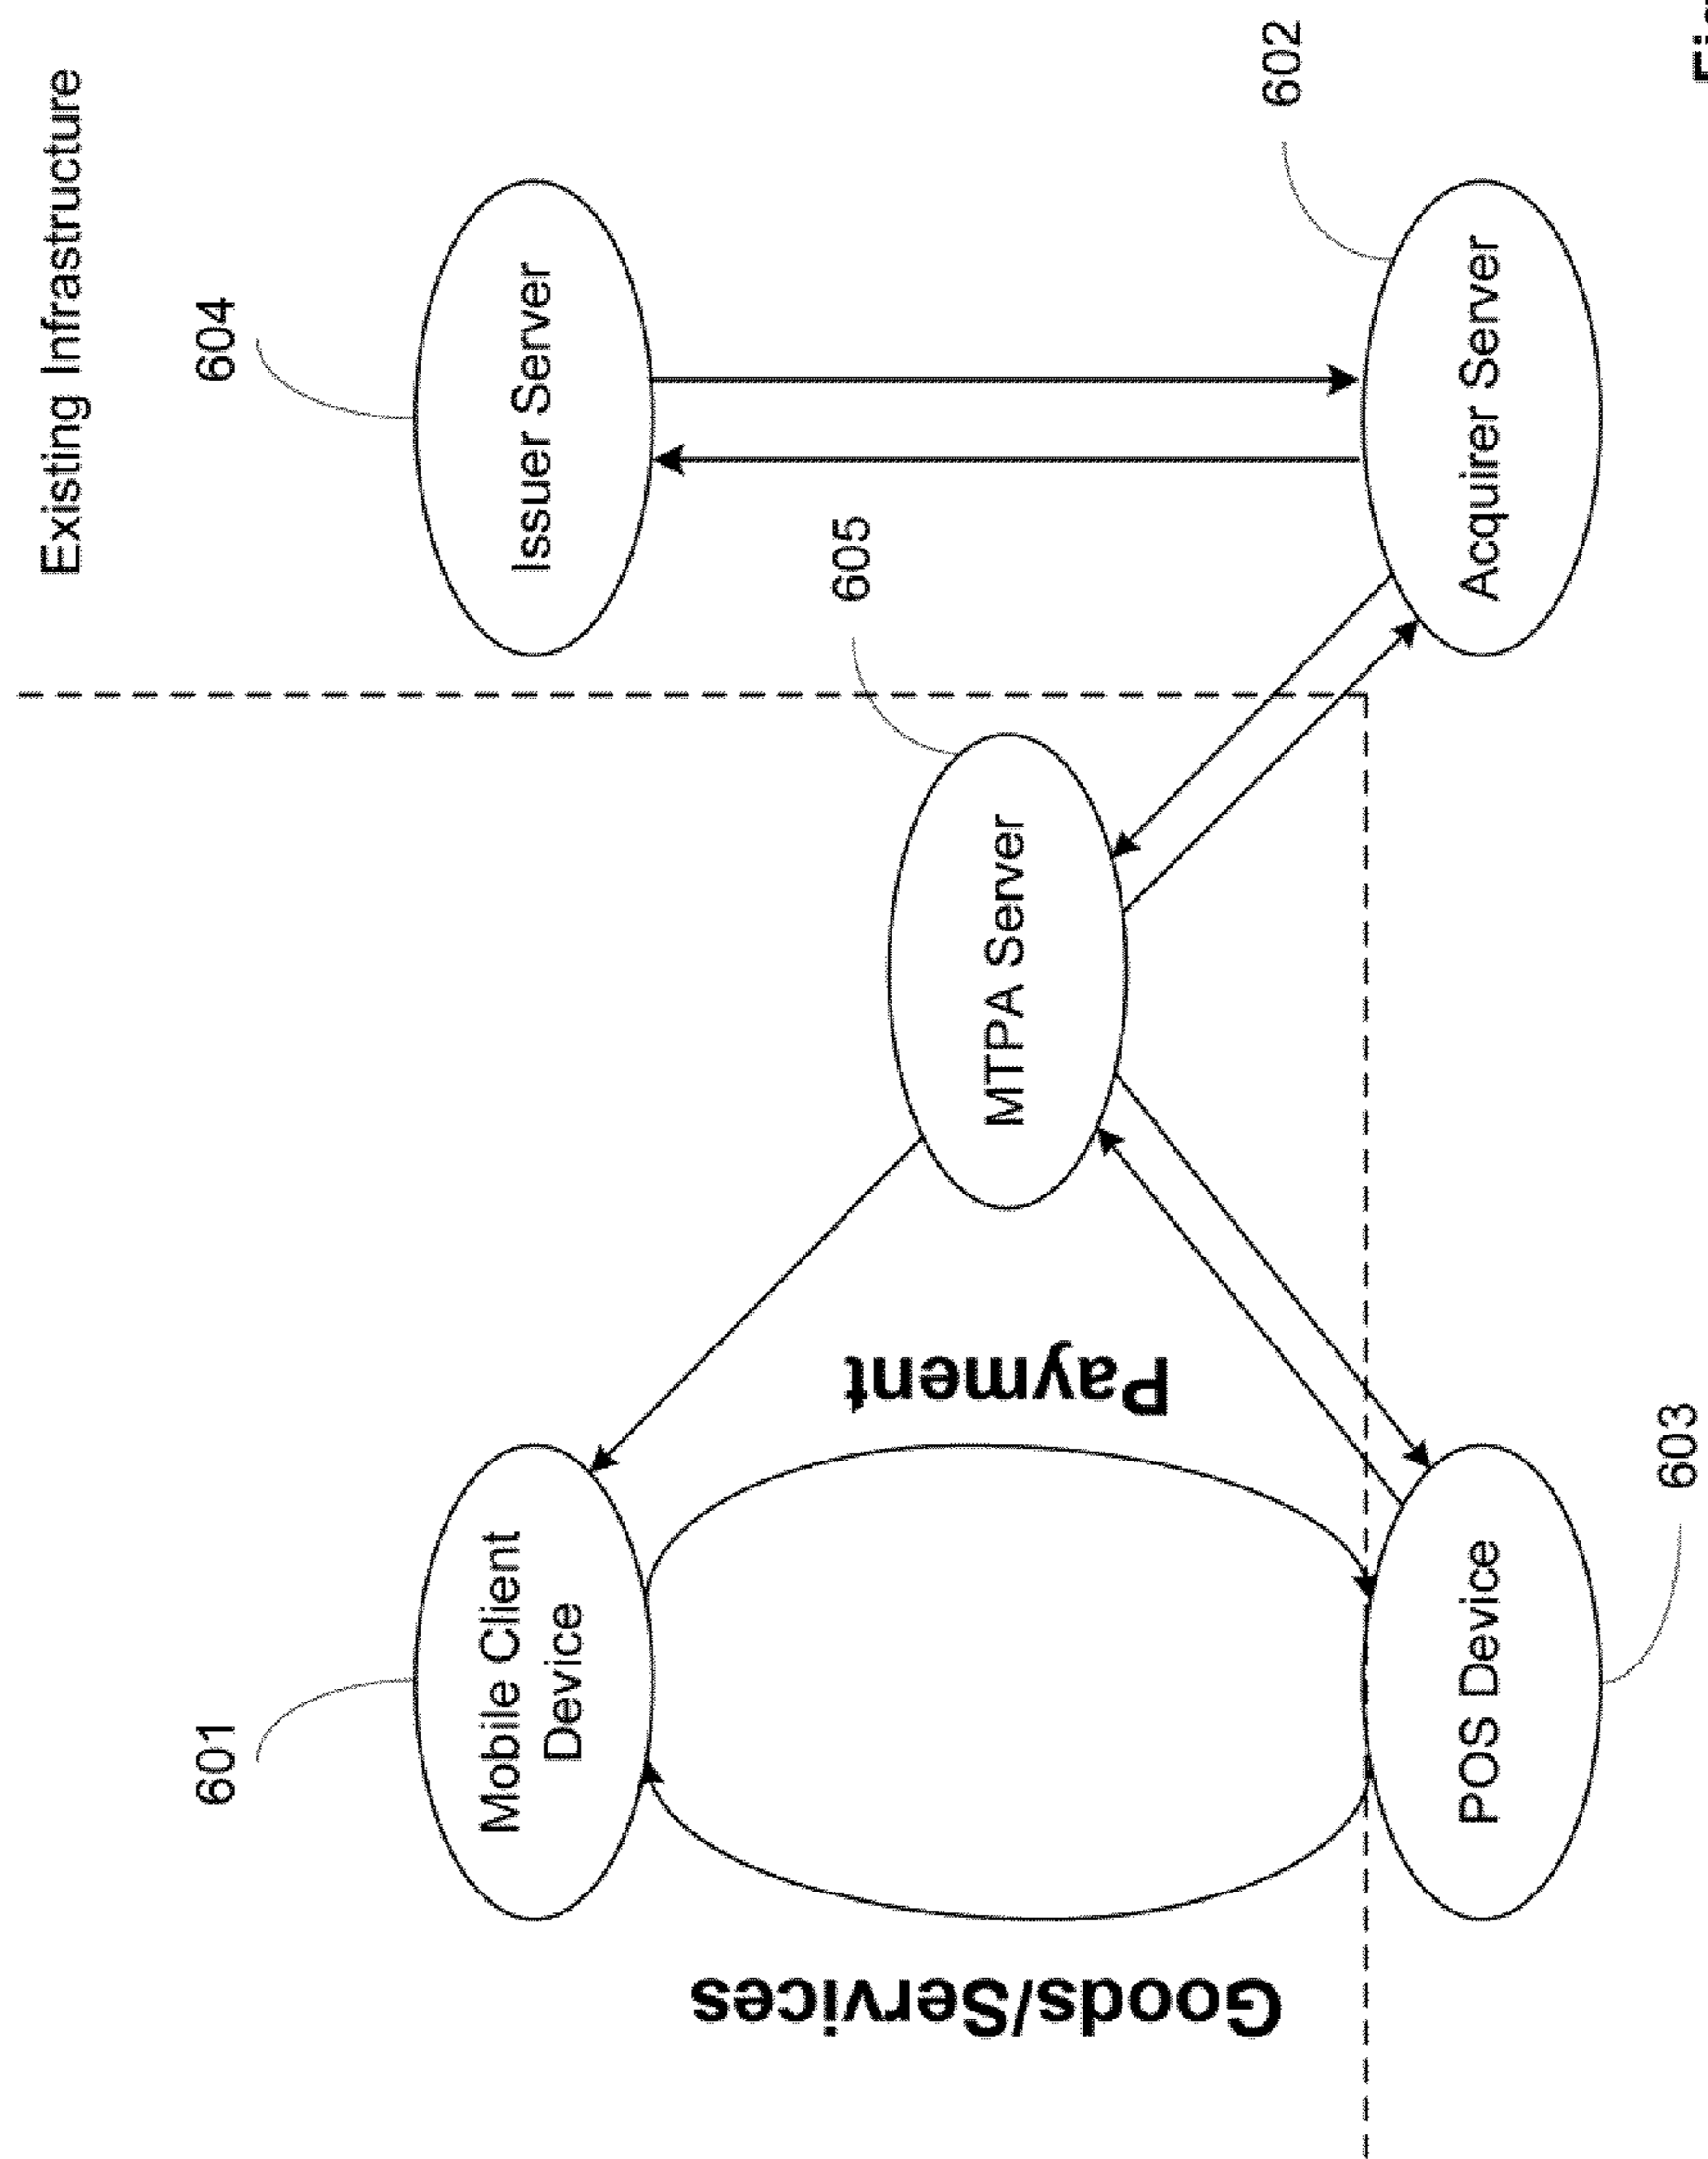 Existing Infrastructure
601
604
Mobile Client
Device
Issuer Server
605
Goods/Services
Payment
MTPA Server
602
POS Device
Acquirer Server
603